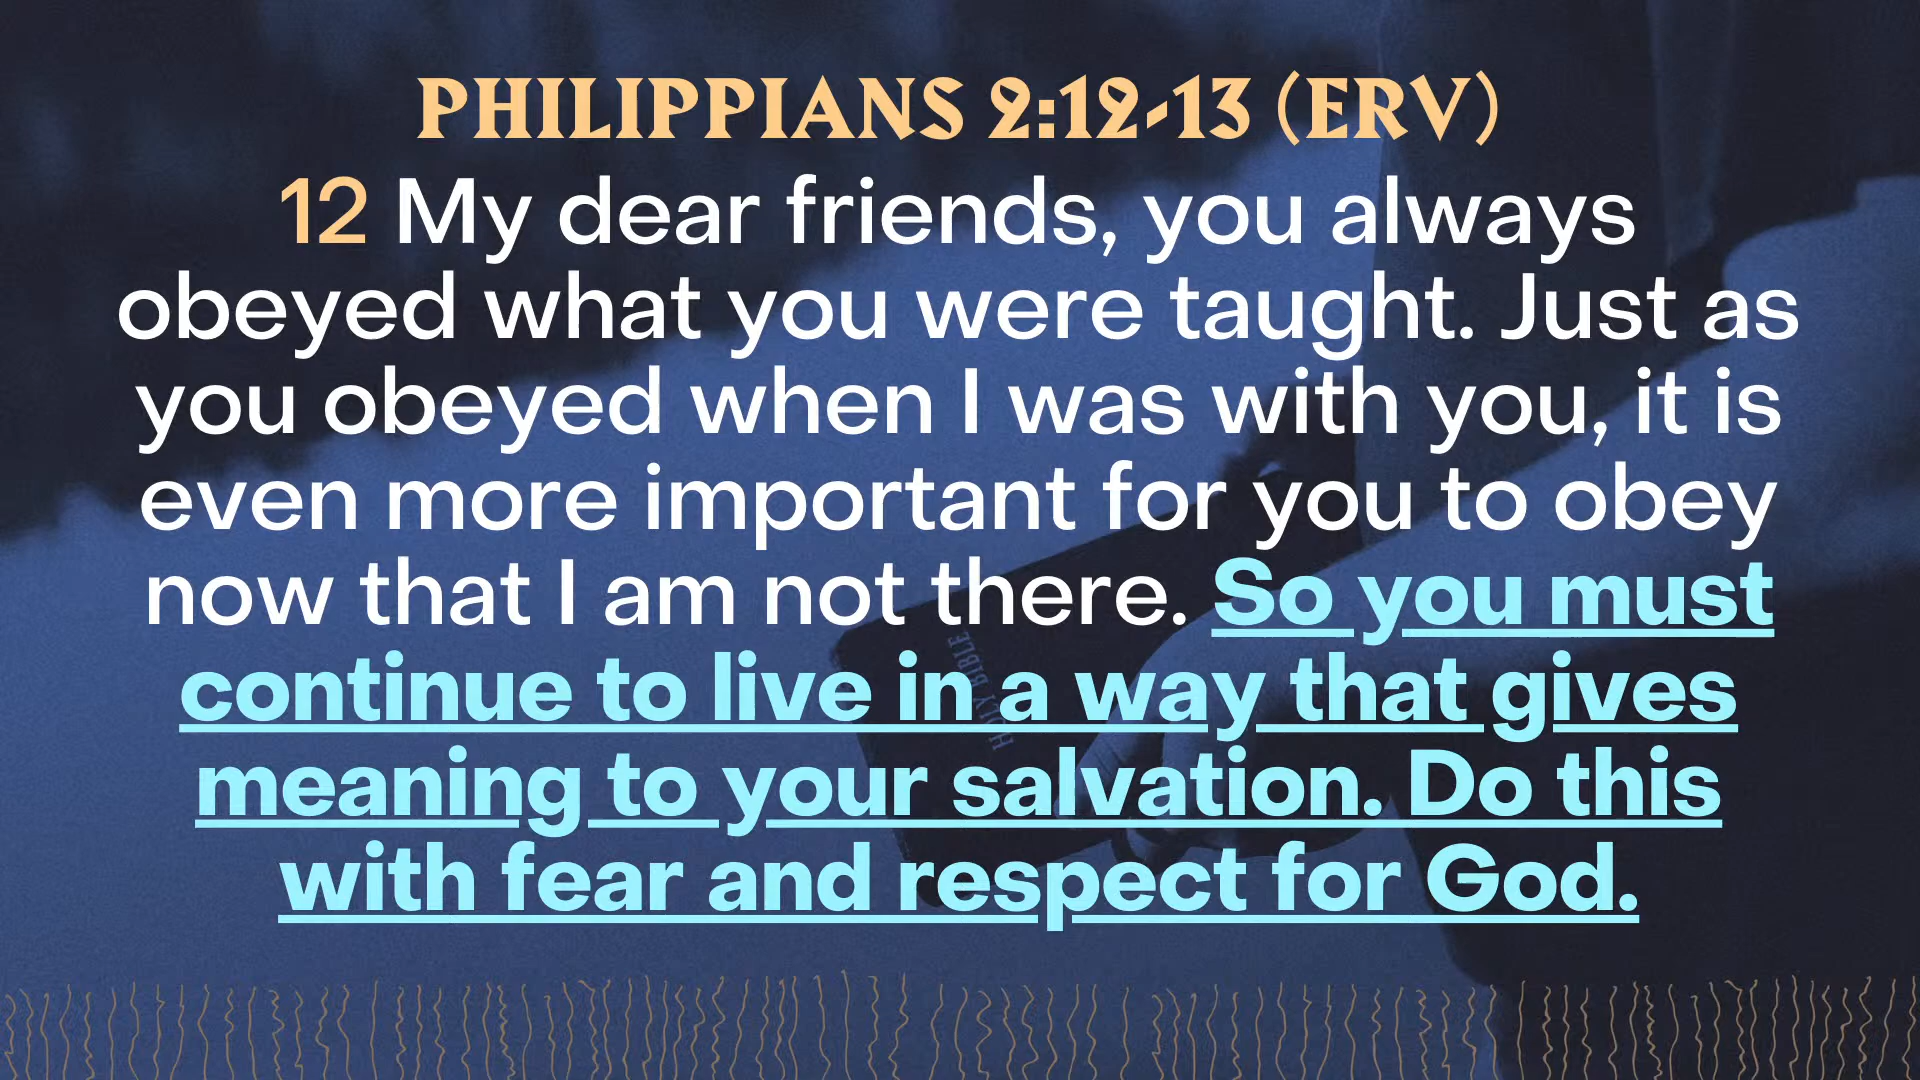 PHILIPPIANS 2:12-13 (ERV)
12 My dear friends, you always
obeyed what you were taught. Just as
you obeyed when I was with you, it is
even more important for you to obey
now that I am not there. So you must
continue to live in a way that gives
meaning to your salvation. Do this
with fear and respect for God.
HOLY BIBLE